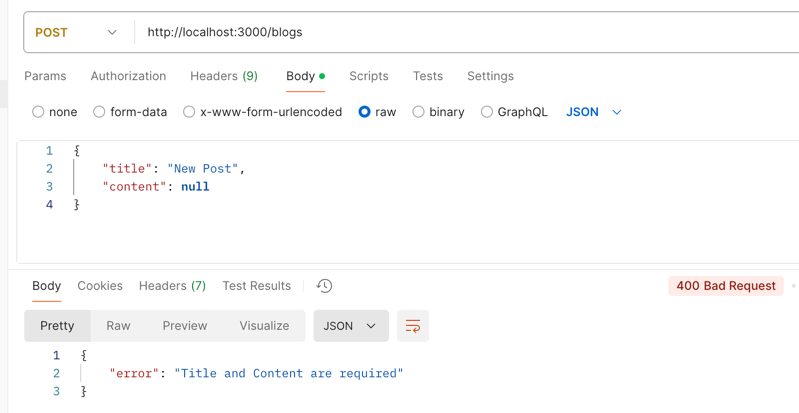 POST http://localhost:3000/blogs
Params Authorization Headers (9) Body Scripts Tests Settings
none form-data x-www-form-urlencoded raw binary GraphQL JSON
1 {
2 "title": "New Post",
3 "content": null
4 }
Body Cookies Headers (7) Test Results 400 Bad Request
Pretty Raw Preview Visualize JSON
1 {
2 "error": "Title and Content are required"
3 }